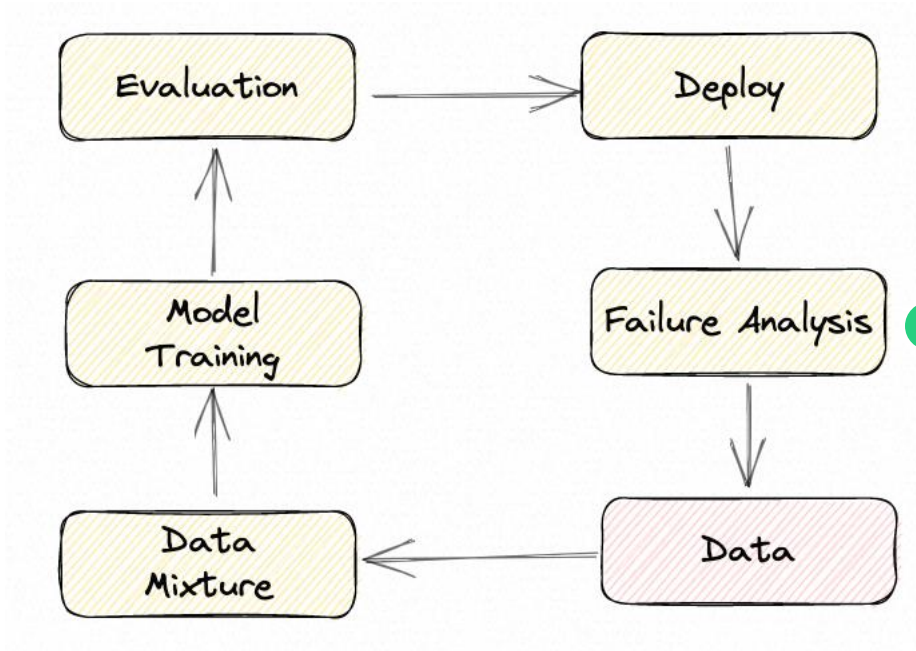 Evaluation
Deploy
Model
Training
Failure Analysis
Data
Mixture
Data